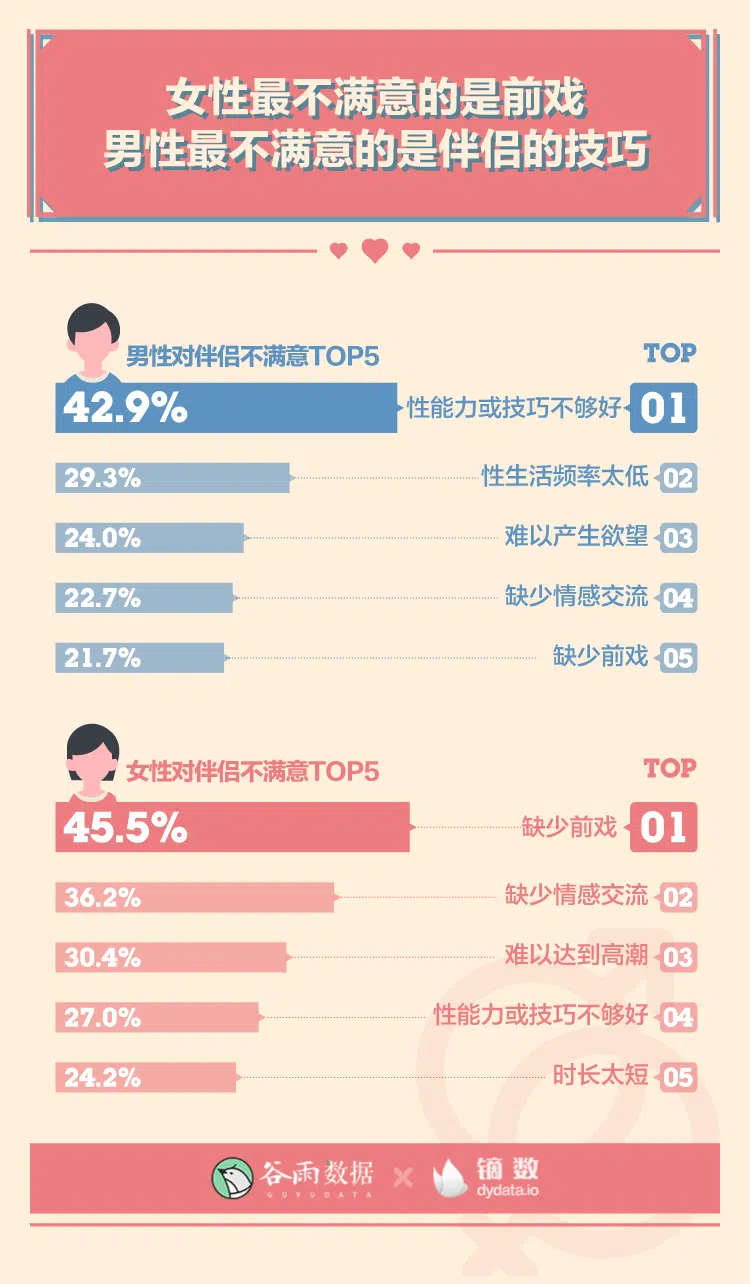 女性最不满意的是前戏
男性最不满意的是伴侣的技巧
男性对伴侣不满意TOP5 TOP
42.9% 性能力或技巧不够好 01
29.3% 性生活频率太低 02
24.0% 难以产生欲望 03
22.7% 缺少情感交流 04
21.7% 缺少前戏 05
女性对伴侣不满意TOP5 TOP
45.5% 缺少前戏 01
36.2% 缺少情感交流 02
30.4% 难以达到高潮 03
27.0% 性能力或技巧不够好 04
24.2% 时长太短 05
谷雨数据 × 镝数
GUYUDATA dydata.io